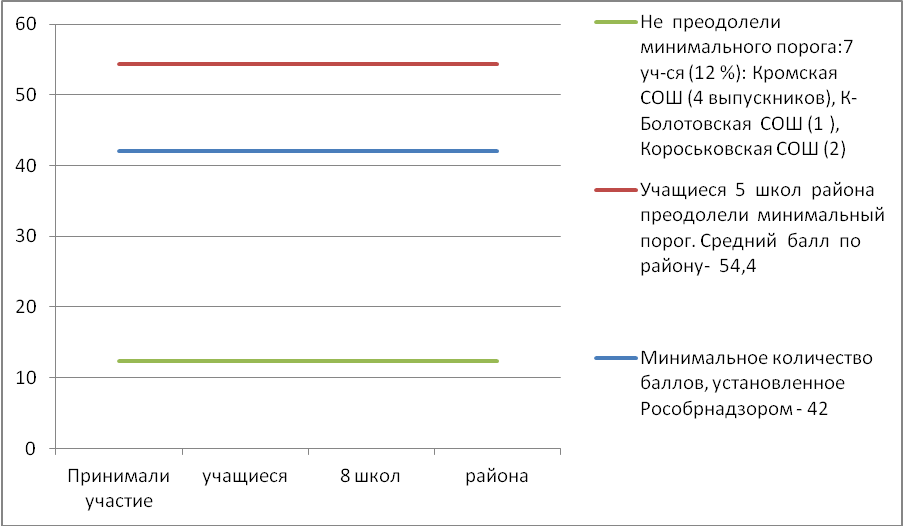 60
50
40
30
20
10
0
Принимали
участие
учащиеся
8 школ
района
Не преодолели
минимального порога:7
уч-ся (12 %): Кромская
СОШ (4 выпускников), К-
Болотовская СОШ (1 ),
Короськовская СОШ (2)
Учащиеся 5 школ района
преодолели минимальный
порог. Средний балл по
району- 54,4
Минимальное количество
баллов, установленное
Рособрнадзором - 42